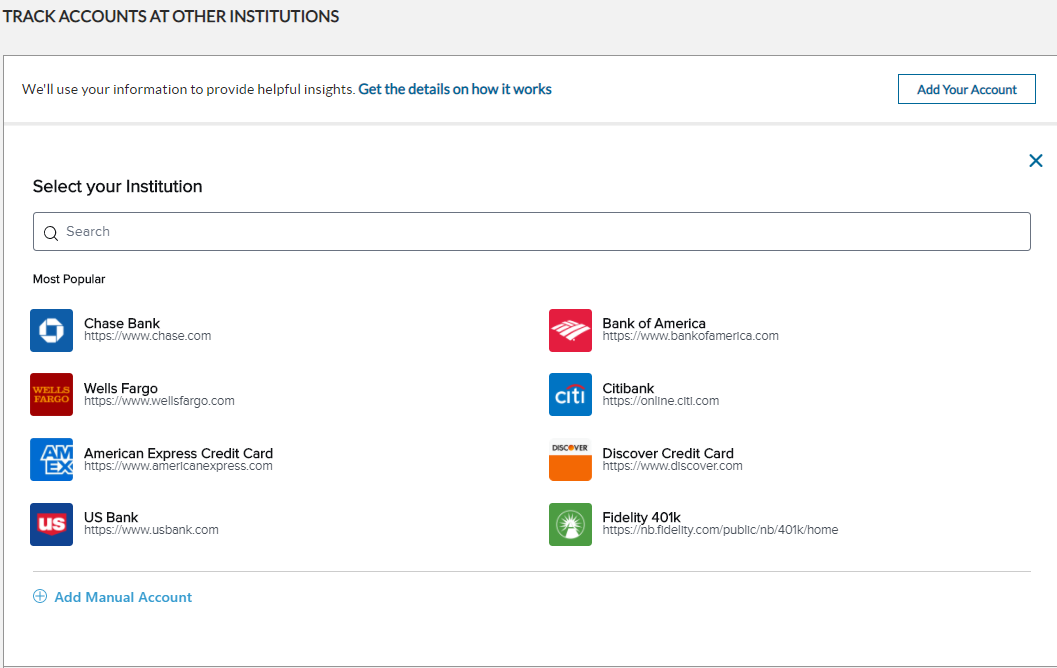 TRACK ACCOUNTS AT OTHER INSTITUTIONS
We'll use your information to provide helpful insights. Get the details on how it works
Add Your Account
Select your Institution
Search
Most Popular
Chase Bank
https://www.chase.com
Bank of America
https://www.bankofamerica.com
WELLS
FARGO
Wells Fargo
https://www.wellsfargo.com
citi
Citibank
https://online.citi.com
AM
EX
American Express Credit Card
https://www.americanexpress.com
DISCOVER
Discover Credit Card
https://www.discover.com
us
US Bank
https://www.usbank.com
Fidelity 401k
https://nb.fidelity.com/public/nb/401k/home
Add Manual Account